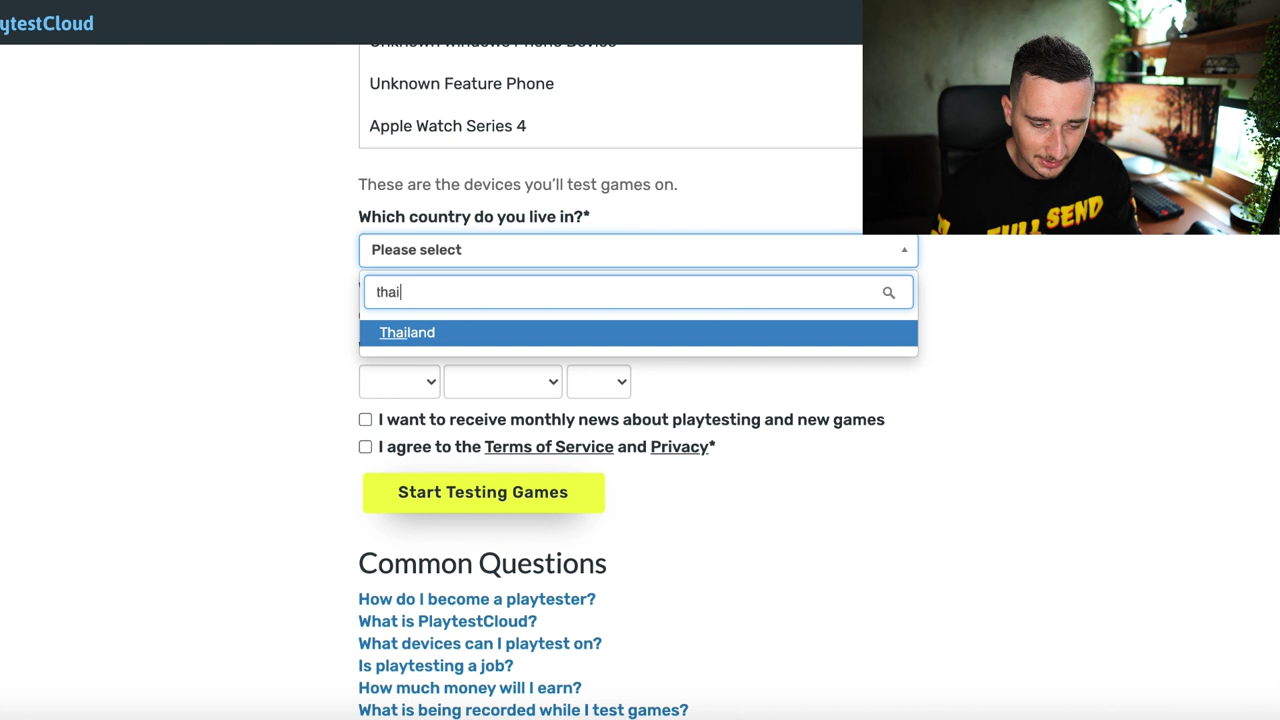 ytestCloud
Unknown Windows Phone Device
Unknown Feature Phone
Apple Watch Series 4
These are the devices you'll test games on.
Which country do you live in?*
Please select
thai
Thailand
I want to receive monthly news about playtesting and new games
I agree to the Terms of Service and Privacy*
Start Testing Games
Common Questions
How do I become a playtester?
What is PlaytestCloud?
What devices can I playtest on?
Is playtesting a job?
How much money will I earn?
What is being recorded while I test games?
FULL SEND